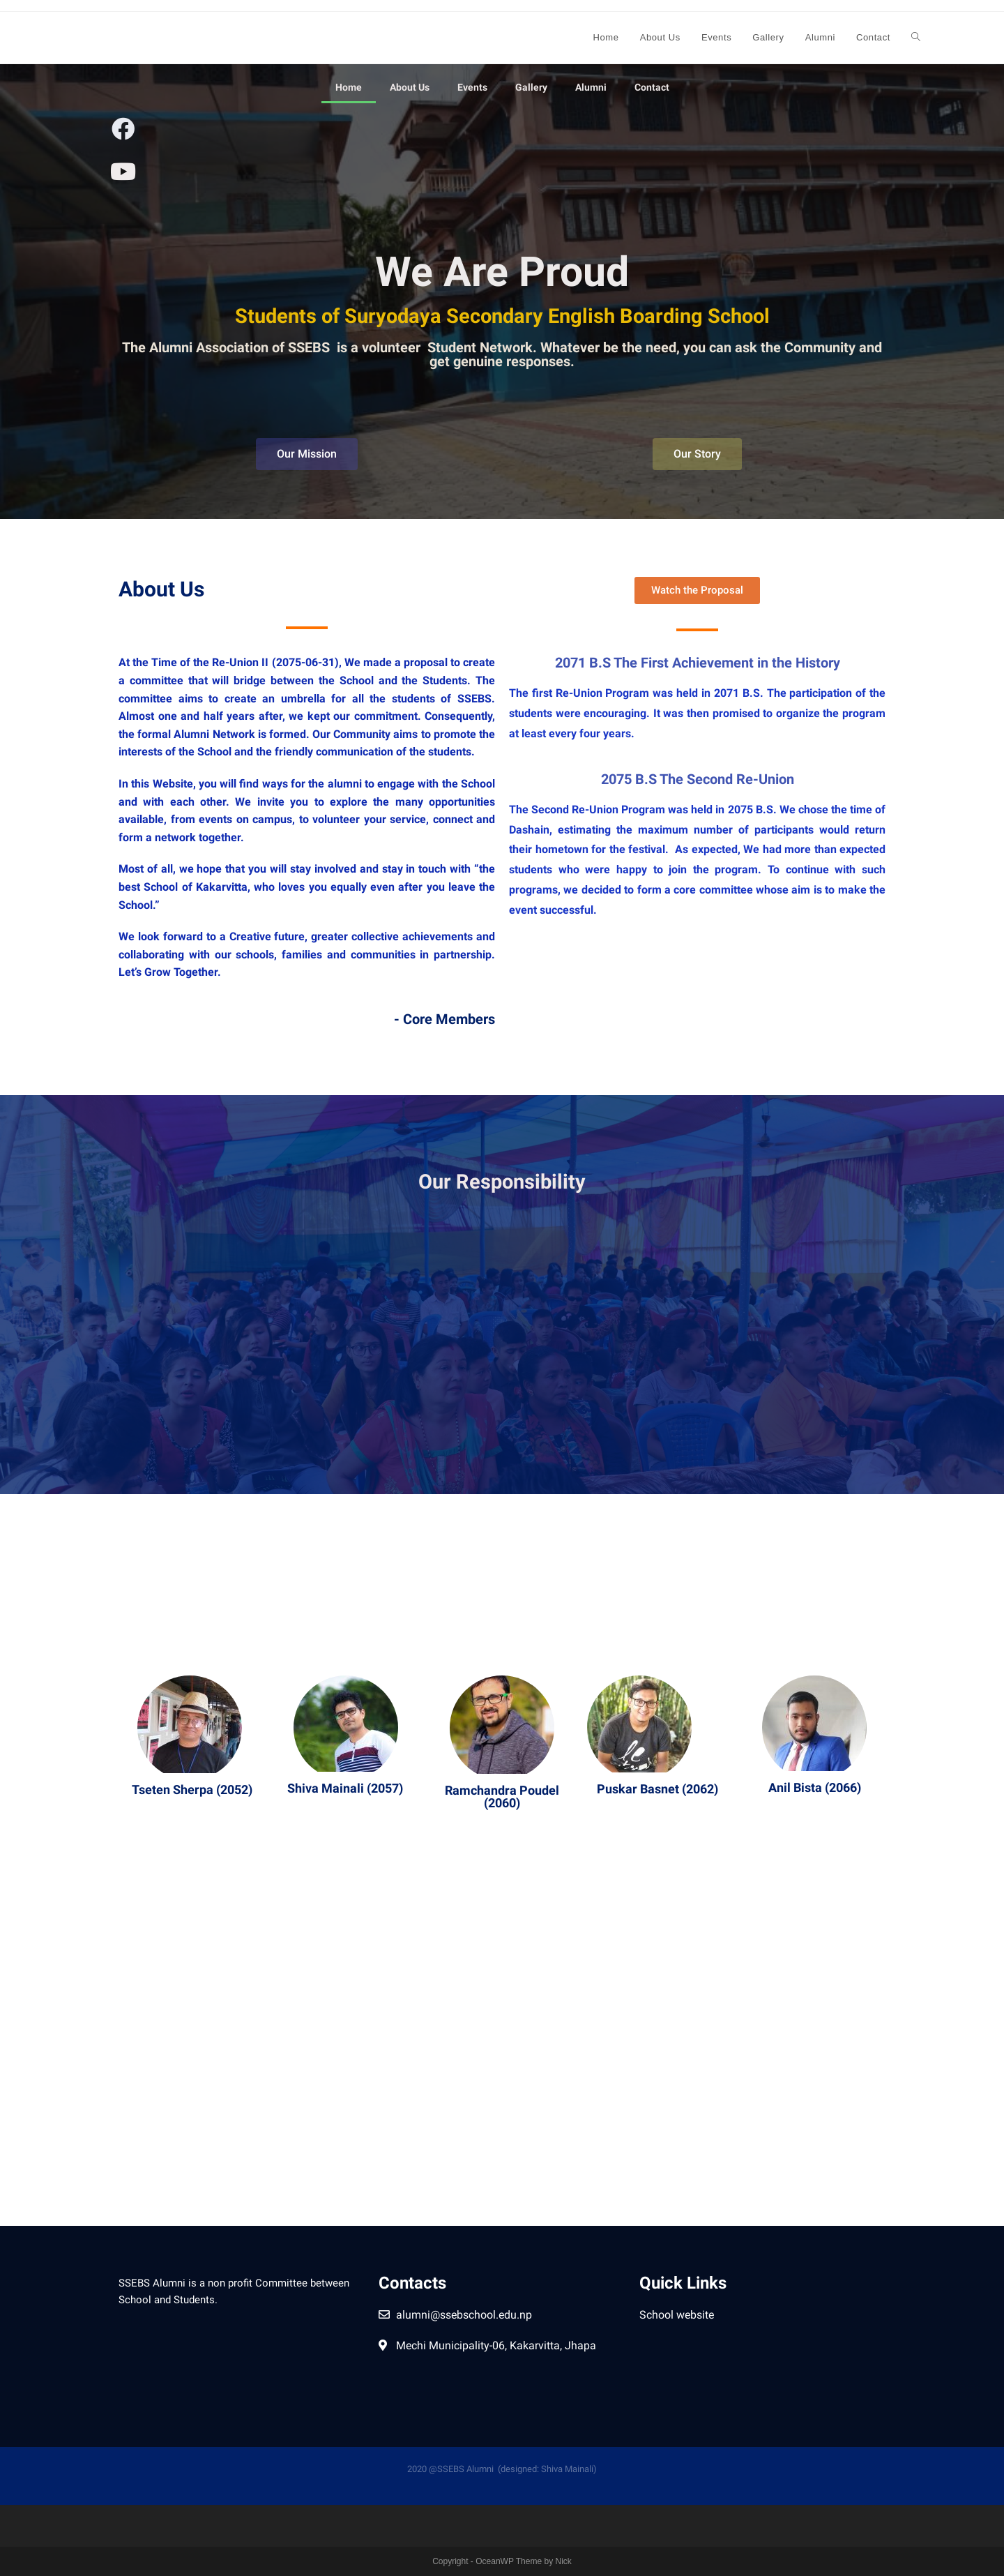 Home About Us Events Gallery Alumni Contact
Home About Us Events Gallery Alumni Contact
We Are Proud
Students of Suryodaya Secondary English Boarding School
The Alumni Association of SSEBS is a volunteer Student Network. Whatever be the need, you can ask the Community and
get genuine responses.
Our Mission
Our Story
About Us
At the Time of the Re-Union II (2075-06-31), We made a proposal to create
a committee that will bridge between the School and the Students. The
committee aims to create an umbrella for all the students of SSEBS.
Almost one and half years after, we kept our commitment. Consequently,
the formal Alumni Network is formed. Our Community aims to promote the
interests of the School and the friendly communication of the students.
In this Website, you will find ways for the alumni to engage with the School
and with each other. We invite you to explore the many opportunities
available, from events on campus, to volunteer your service, connect and
form a network together.
Most of all, we hope that you will stay involved and stay in touch with “the
best School of Kakarvitta, who loves you equally even after you leave the
School.”
We look forward to a Creative future, greater collective achievements and
collaborating with our schools, families and communities in partnership.
Let’s Grow Together.
- Core Members
Watch the Proposal
2071 B.S The First Achievement in the History
The first Re-Union Program was held in 2071 B.S. The participation of the
students were encouraging. It was then promised to organize the program
at least every four years.
2075 B.S The Second Re-Union
The Second Re-Union Program was held in 2075 B.S. We chose the time of
Dashain, estimating the maximum number of participants would return
their hometown for the festival. As expected, We had more than expected
students who were happy to join the program. To continue with such
programs, we decided to form a core committee whose aim is to make the
event successful.
Our Responsibility
Tseten Sherpa (2052)
Shiva Mainali (2057)
Ramchandra Poudel
(2060)
Puskar Basnet (2062)
Anil Bista (2066)
SSEBS Alumni is a non profit Committee between
School and Students.
Contacts
alumni@ssebschool.edu.np
Mechi Municipality-06, Kakarvitta, Jhapa
Quick Links
School website
2020 @SSEBS Alumni (designed: Shiva Mainali)
Copyright - OceanWP Theme by Nick